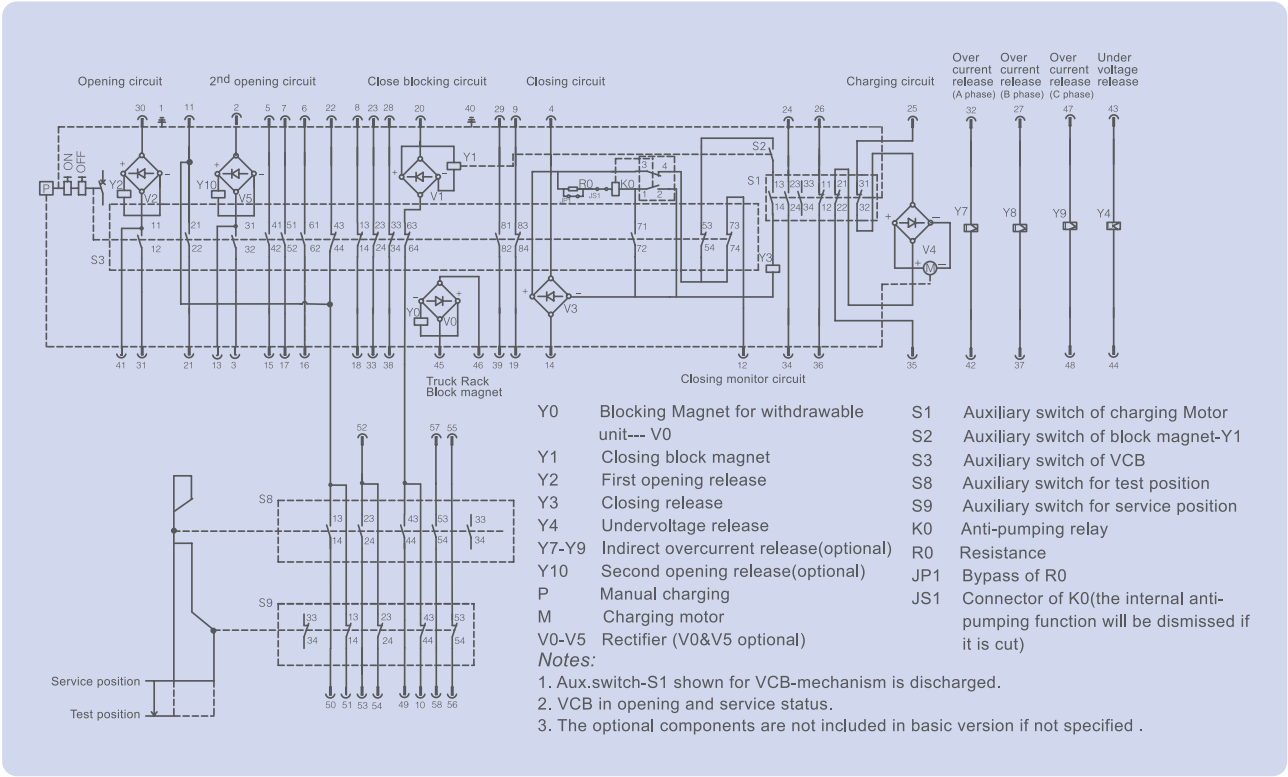 Over Over Over Under
current current current voltage
Opening circuit 2nd opening circuit Close blocking circuit Closing circuit Charging circuit release release release release
(A phase) (B phase) (C phase)
30 1 11 2 5 7 6 22 8 23 28 20 40 29 9 4 24 26 25 32 27 47 43
ON OFF
P
Y2 V2 Y10 V5 Y1 V1
R0 JP1 JS1 K0
3 4
1 2
S2
S1
13 23 33 11 21 31
14 24 34 12 22 32
Y7 Y8 Y9 Y4
V4
M
S3
11 21 31 41 51 61 43 13 23 33 63 81 83 71 53 73
12 22 32 42 52 62 44 14 24 34 64 82 84 72 54 74
Y3
Y0 V0 V3
41 31 21 13 3 15 17 16 18 33 38 45 46 39 19 14 12 34 36 35 42 37 48 44
Truck Rack
Block magnet
Closing monitor circuit
52 57 55
S8
13 23 43 53 33
14 24 44 54 34
S9
33 13 23 43 53
34 14 24 44 54
50 51 53 54 49 10 58 56
Service position
Test position
Y0 Blocking Magnet for withdrawable
unit--- V0
Y1 Closing block magnet
Y2 First opening release
Y3 Closing release
Y4 Undervoltage release
Y7-Y9 Indirect overcurrent release(optional)
Y10 Second opening release(optional)
P Manual charging
M Charging motor
V0-V5 Rectifier (V0&V5 optional)
S1 Auxiliary switch of charging Motor
S2 Auxiliary switch of block magnet-Y1
S3 Auxiliary switch of VCB
S8 Auxiliary switch for test position
S9 Auxiliary switch for service position
K0 Anti-pumping relay
R0 Resistance
JP1 Bypass of R0
JS1 Connector of K0(the internal anti-
pumping function will be dismissed if
it is cut)
Notes:
1. Aux.switch-S1 shown for VCB-mechanism is discharged.
2. VCB in opening and service status.
3. The optional components are not included in basic version if not specified .